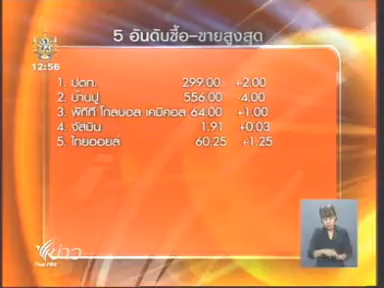 5 อันดับซื้อ-ขายสูงสุด
12:56
1. ปตท. 299.00 +2.00
2. บ้านปู 556.00 4.00
3. พีทีที โกลบอล เคมิคอล 64.00 +1.00
4. จัสมิน 1.91 +0.03
5. ไทยออยล์ 60.25 +1.25
ข่าว